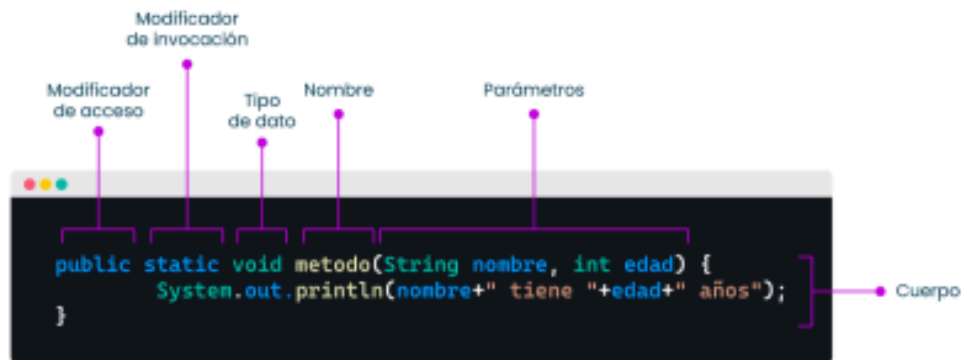 Modificador
de invocación
Modificador
de acceso
Tipo
de dato
Nombre
Parámetros
public static void metodo(String nombre, int edad) {
System.out.println(nombre+" tiene "+edad+" años");
}
Cuerpo